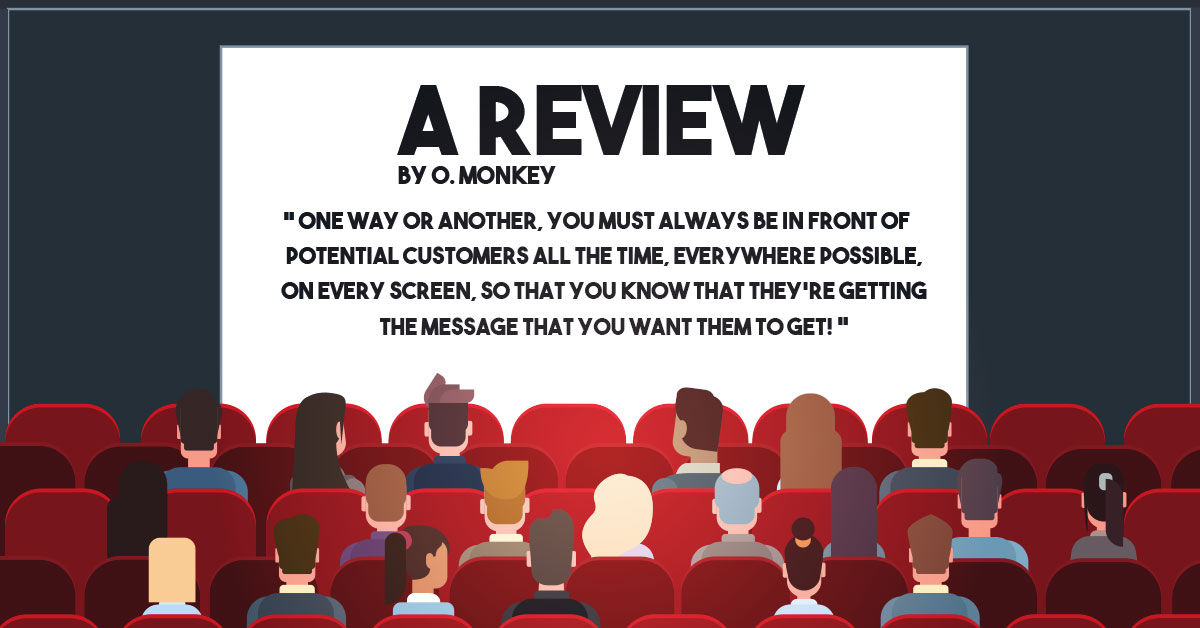 A REVIEW
BY O. MONKEY
" ONE WAY OR ANOTHER, YOU MUST ALWAYS BE IN FRONT OF
POTENTIAL CUSTOMERS ALL THE TIME, EVERYWHERE POSSIBLE,
ON EVERY SCREEN, SO THAT YOU KNOW THAT THEY'RE GETTING
THE MESSAGE THAT YOU WANT THEM TO GET! "